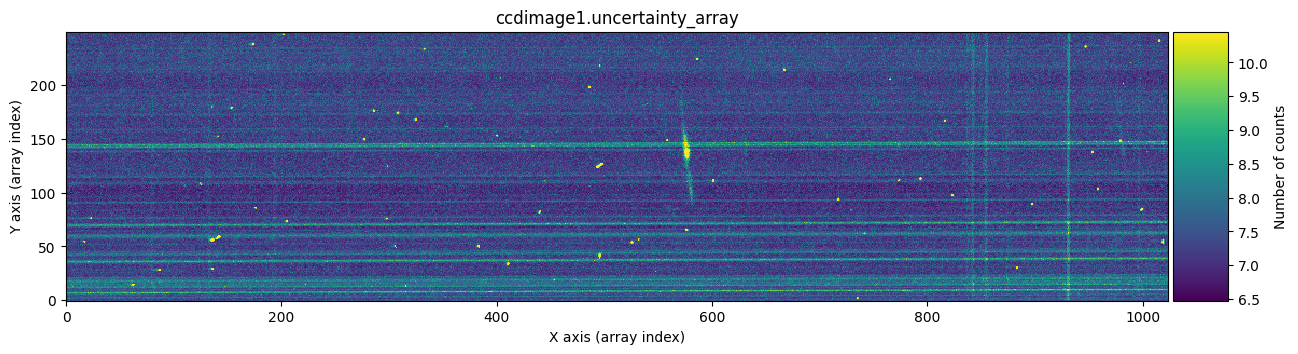 ccdimage1.uncertainty_array
Y axis (array index)
200
150
100
50
0
0 200 400 600 800 1000
X axis (array index)
10.0
9.5
9.0
8.5
8.0
7.5
7.0
6.5
Number of counts